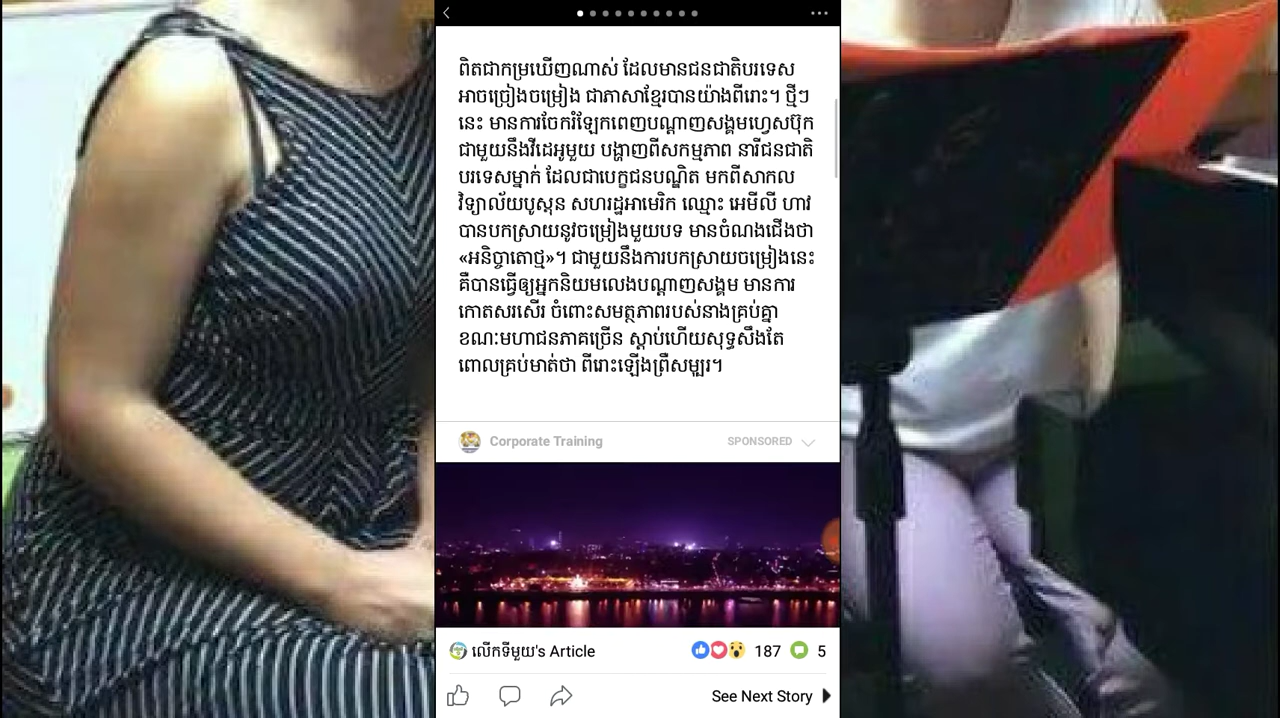 ពិតជាកម្រឃើញណាស់ ដែលមានជនជាតិបរទេស
អាចច្រៀងចម្រៀង ជាភាសាខ្មែរបានយ៉ាងពីរោះ។ ថ្មីៗ
នេះ មានការចែករំឡែកពេញបណ្តាញសង្គមហ្វេសប៊ុក
ជាមួយនឹងវីដេអូមួយ បង្ហាញពីសកម្មភាព នារីជនជាតិ
បរទេសម្នាក់ ដែលជាបេក្ខជនបណ្ឌិត មកពីសាកល
វិទ្យាល័យបូស្តុន សហរដ្ឋអាមេរិក ឈ្មោះ អេមីលី ហាវ
បានបកស្រាយនូវចម្រៀងមួយបទ មានចំណងជើងថា
«អនិច្ចាតោថ្ម»។ ជាមួយនឹងការបកស្រាយចម្រៀងនេះ
គឺបានធ្វើឲ្យអ្នកនិយមលេងបណ្តាញសង្គម មានការ
កោតសរសើរ ចំពោះសមត្ថភាពរបស់នាងគ្រប់គ្នា
ខណៈមហាជនភាគច្រើន ស្តាប់ហើយសុទ្ធសឹងតែ
ពោលគ្រប់មាត់ថា ពីរោះឡើងព្រឺសម្បុរ។
Corporate Training SPONSORED
លើកទីមួយ's Article 187 5
See Next Story